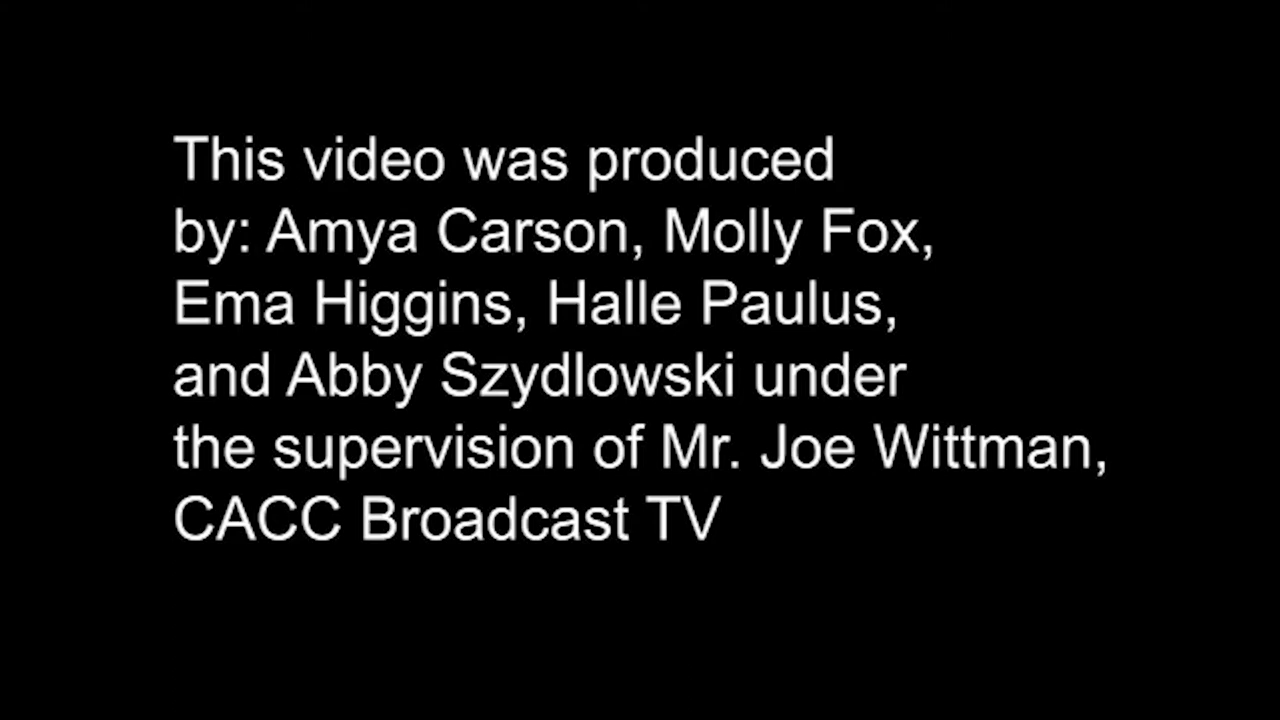 This video was produced
by: Amya Carson, Molly Fox,
Ema Higgins, Halle Paulus,
and Abby Szydlowski under
the supervision of Mr. Joe Wittman,
CACC Broadcast TV